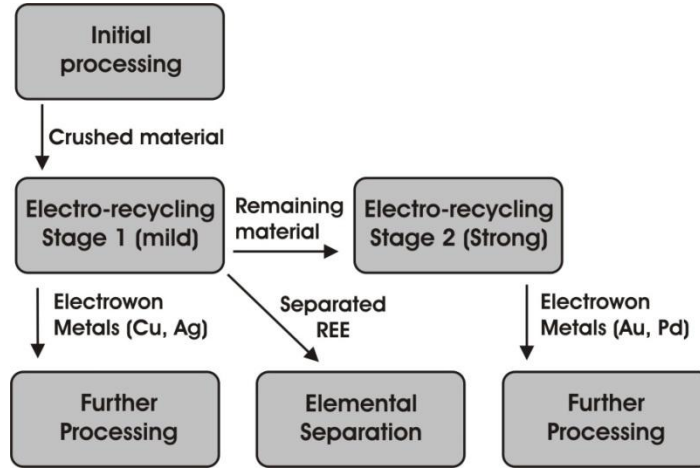 Initial
processing
Crushed material
Electro-recycling
Stage 1 (mild)
Remaining
material
Electro-recycling
Stage 2 (Strong)
Electrowon
Metals (Cu, Ag)
Separated
REE
Electrowon
Metals (Au, Pd)
Further
Processing
Elemental
Separation
Further
Processing